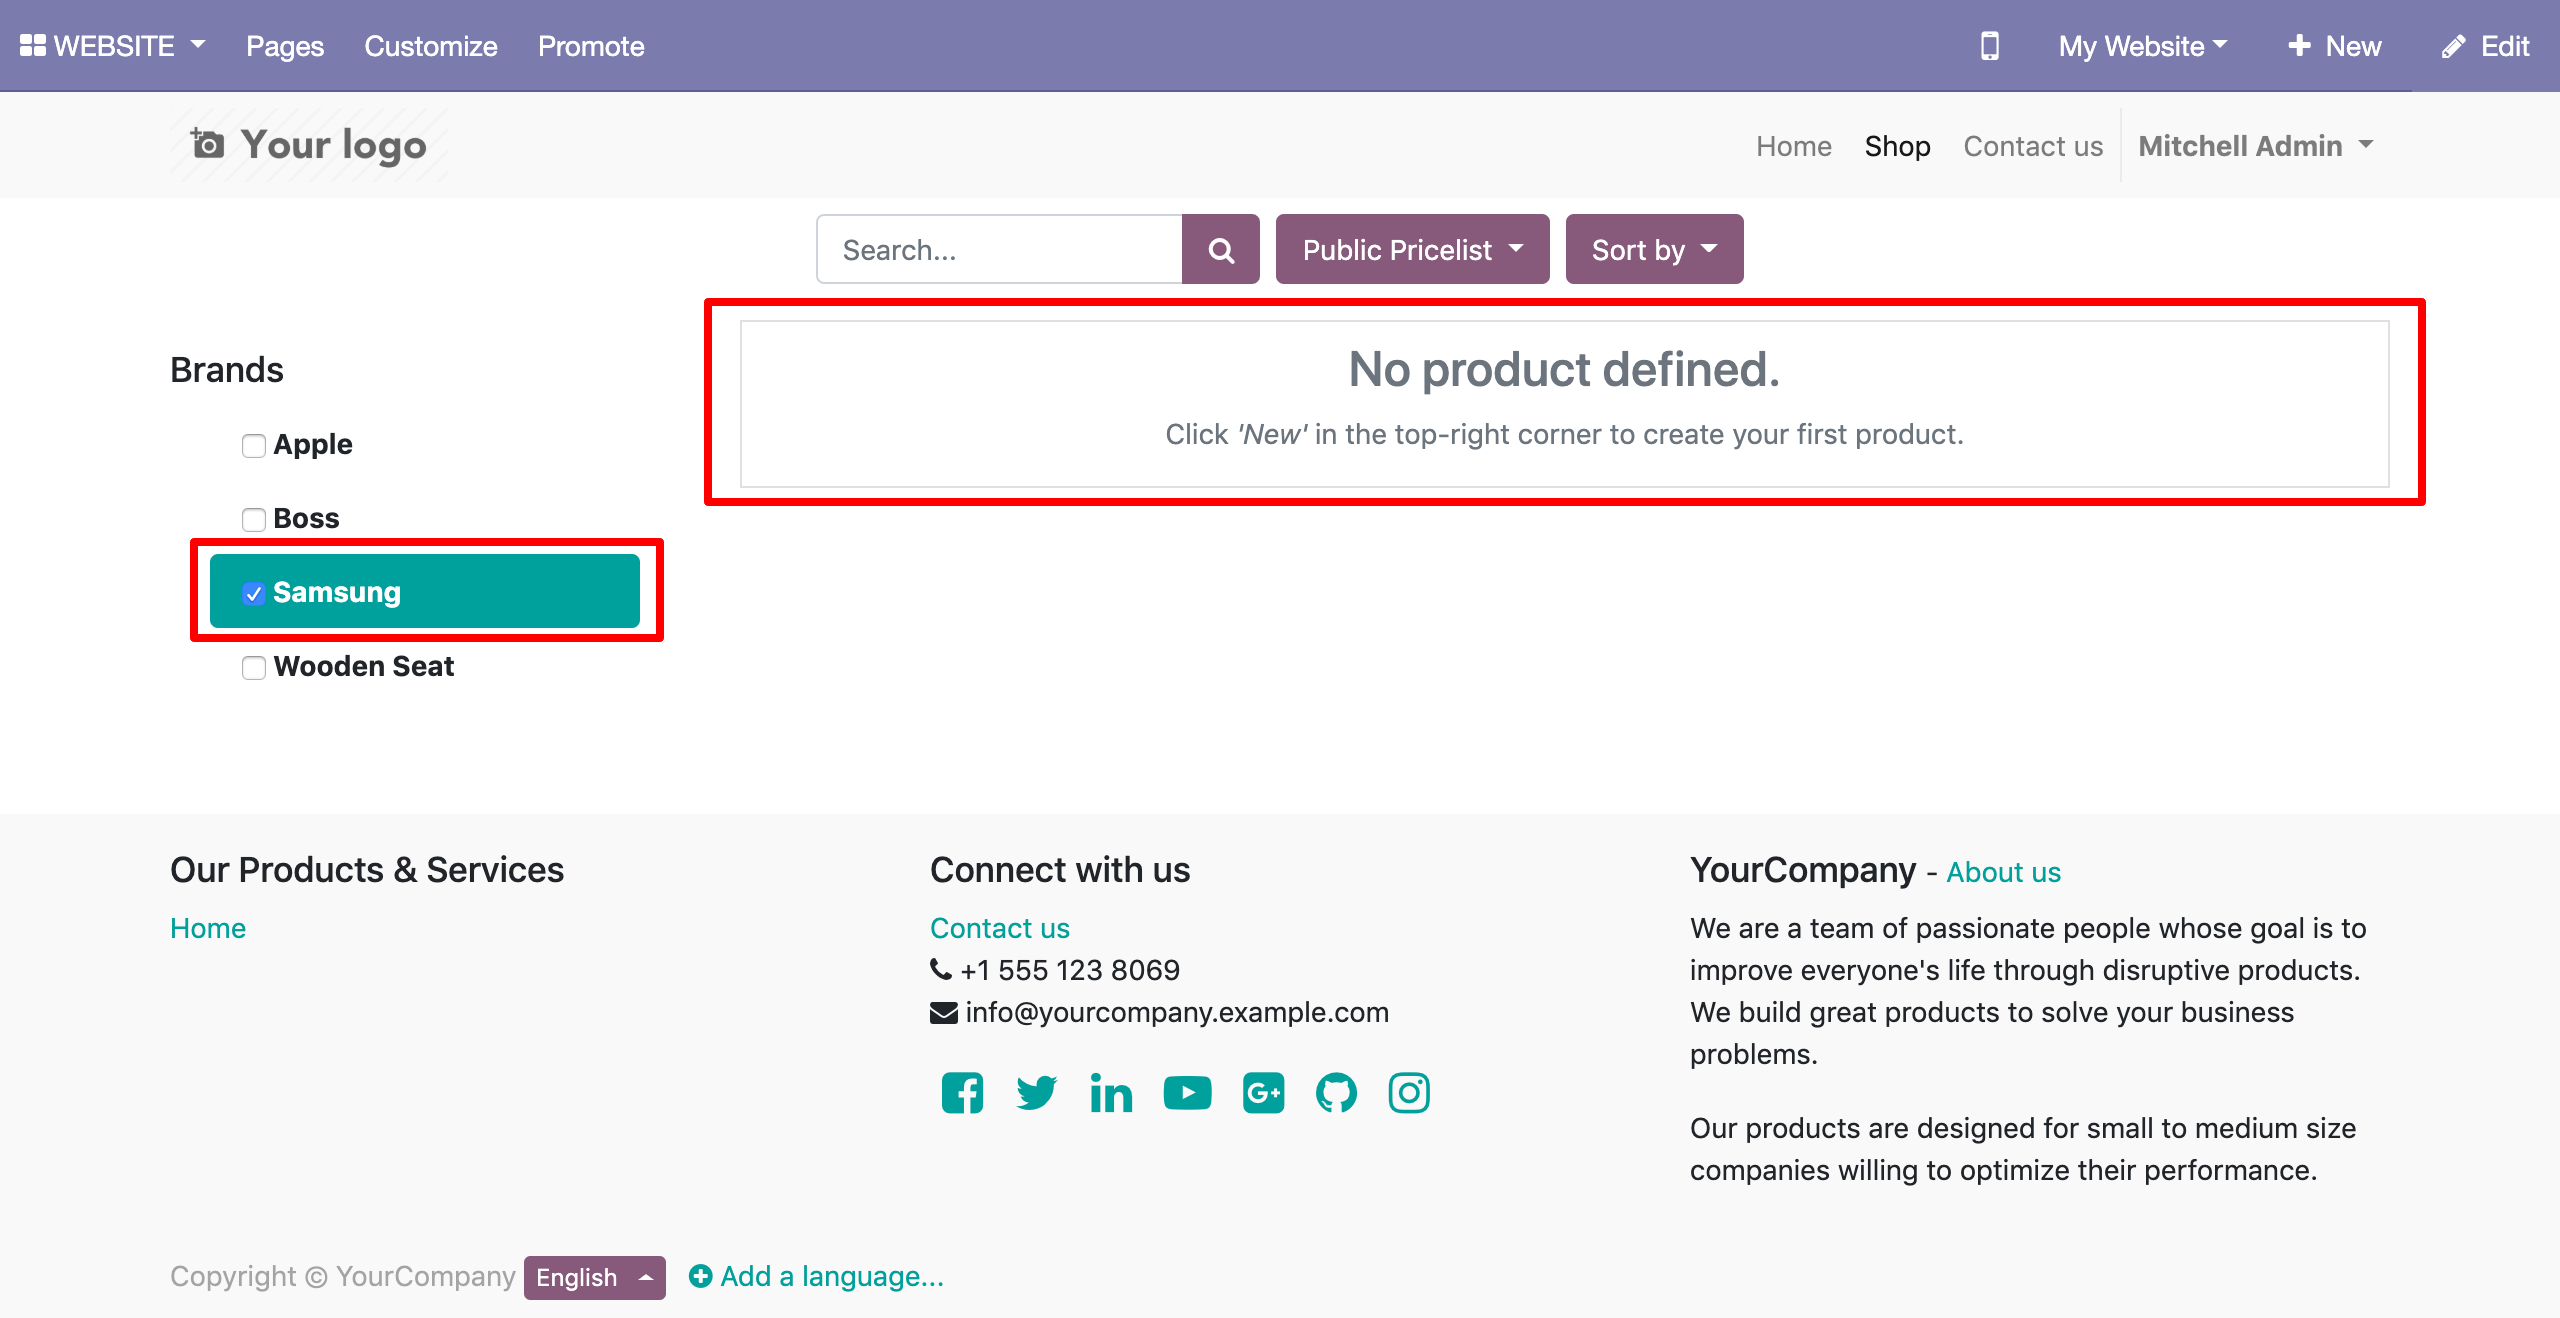 WEBSITE Pages Customize Promote My Website New Edit
Your logo Home Shop Contact us Mitchell Admin
Search... Public Pricelist Sort by
Brands
Apple
Boss
Samsung
Wooden Seat
No product defined.
Click 'New' in the top-right corner to create your first product.
Our Products & Services
Home
Connect with us
Contact us
+1 555 123 8069
info@yourcompany.example.com
YourCompany - About us
We are a team of passionate people whose goal is to
improve everyone's life through disruptive products.
We build great products to solve your business
problems.
Our products are designed for small to medium size
companies willing to optimize their performance.
Copyright © YourCompany English Add a language...